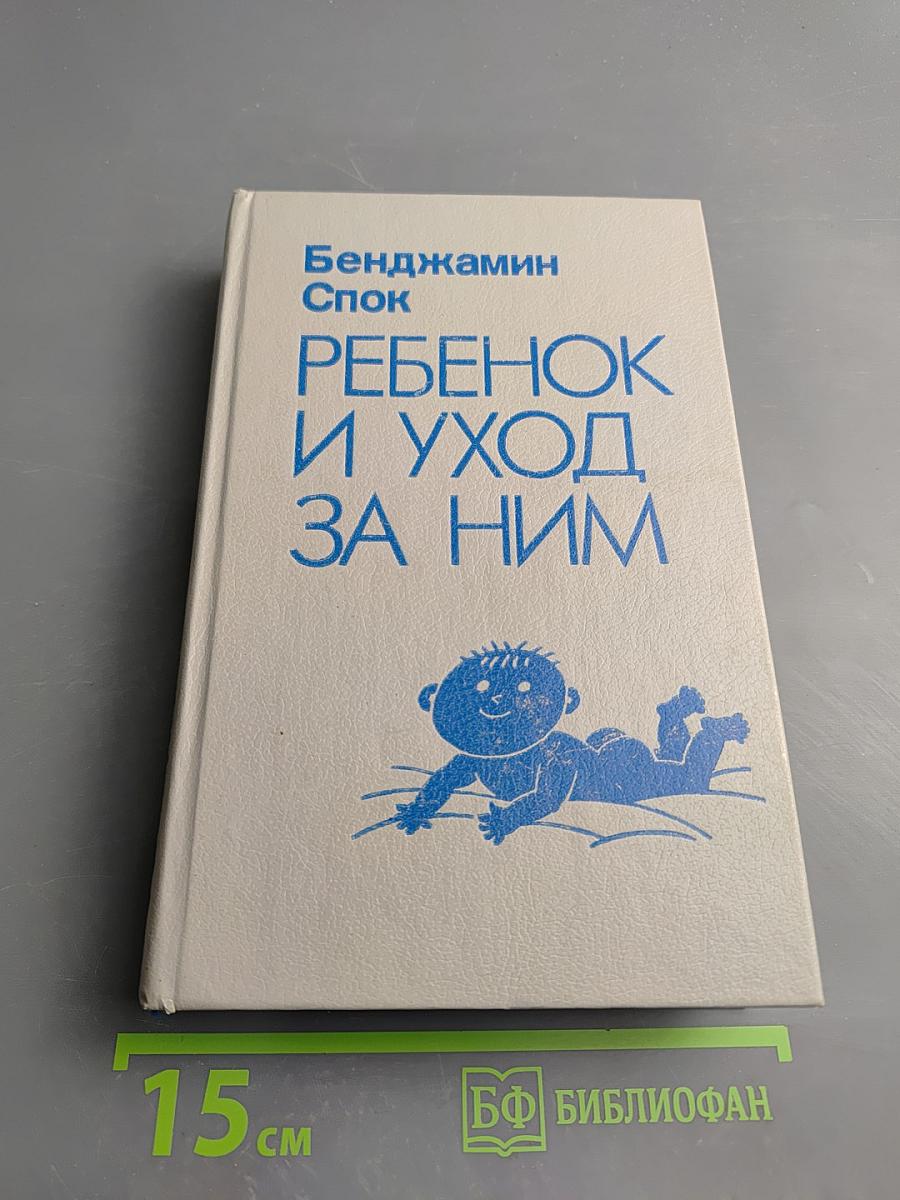 Бенджамин
Спок
РЕБЕНОК
И УХОД
ЗА НИМ
15 см
БФ БИБЛИОФАН